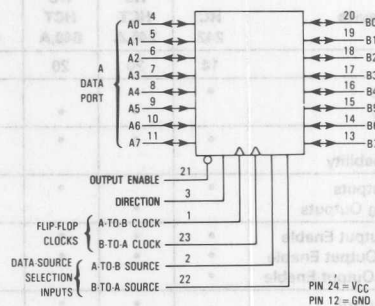 A0 4 20 B0
A1 5 19 B1
A2 6 18 B2
A3 7 17 B3
A4 8 16 B4
A5 9 15 B5
A6 10 14 B6
A7 11 13 B7
A
DATA
PORT
OUTPUT ENABLE 21
DIRECTION 3
FLIP-FLOP
CLOCKS
A-TO-B CLOCK 1
B-TO-A CLOCK 23
DATA-SOURCE
SELECTION
INPUTS
A-TO-B SOURCE 2
B-TO-A SOURCE 22
PIN 24 = VCC
PIN 12 = GND